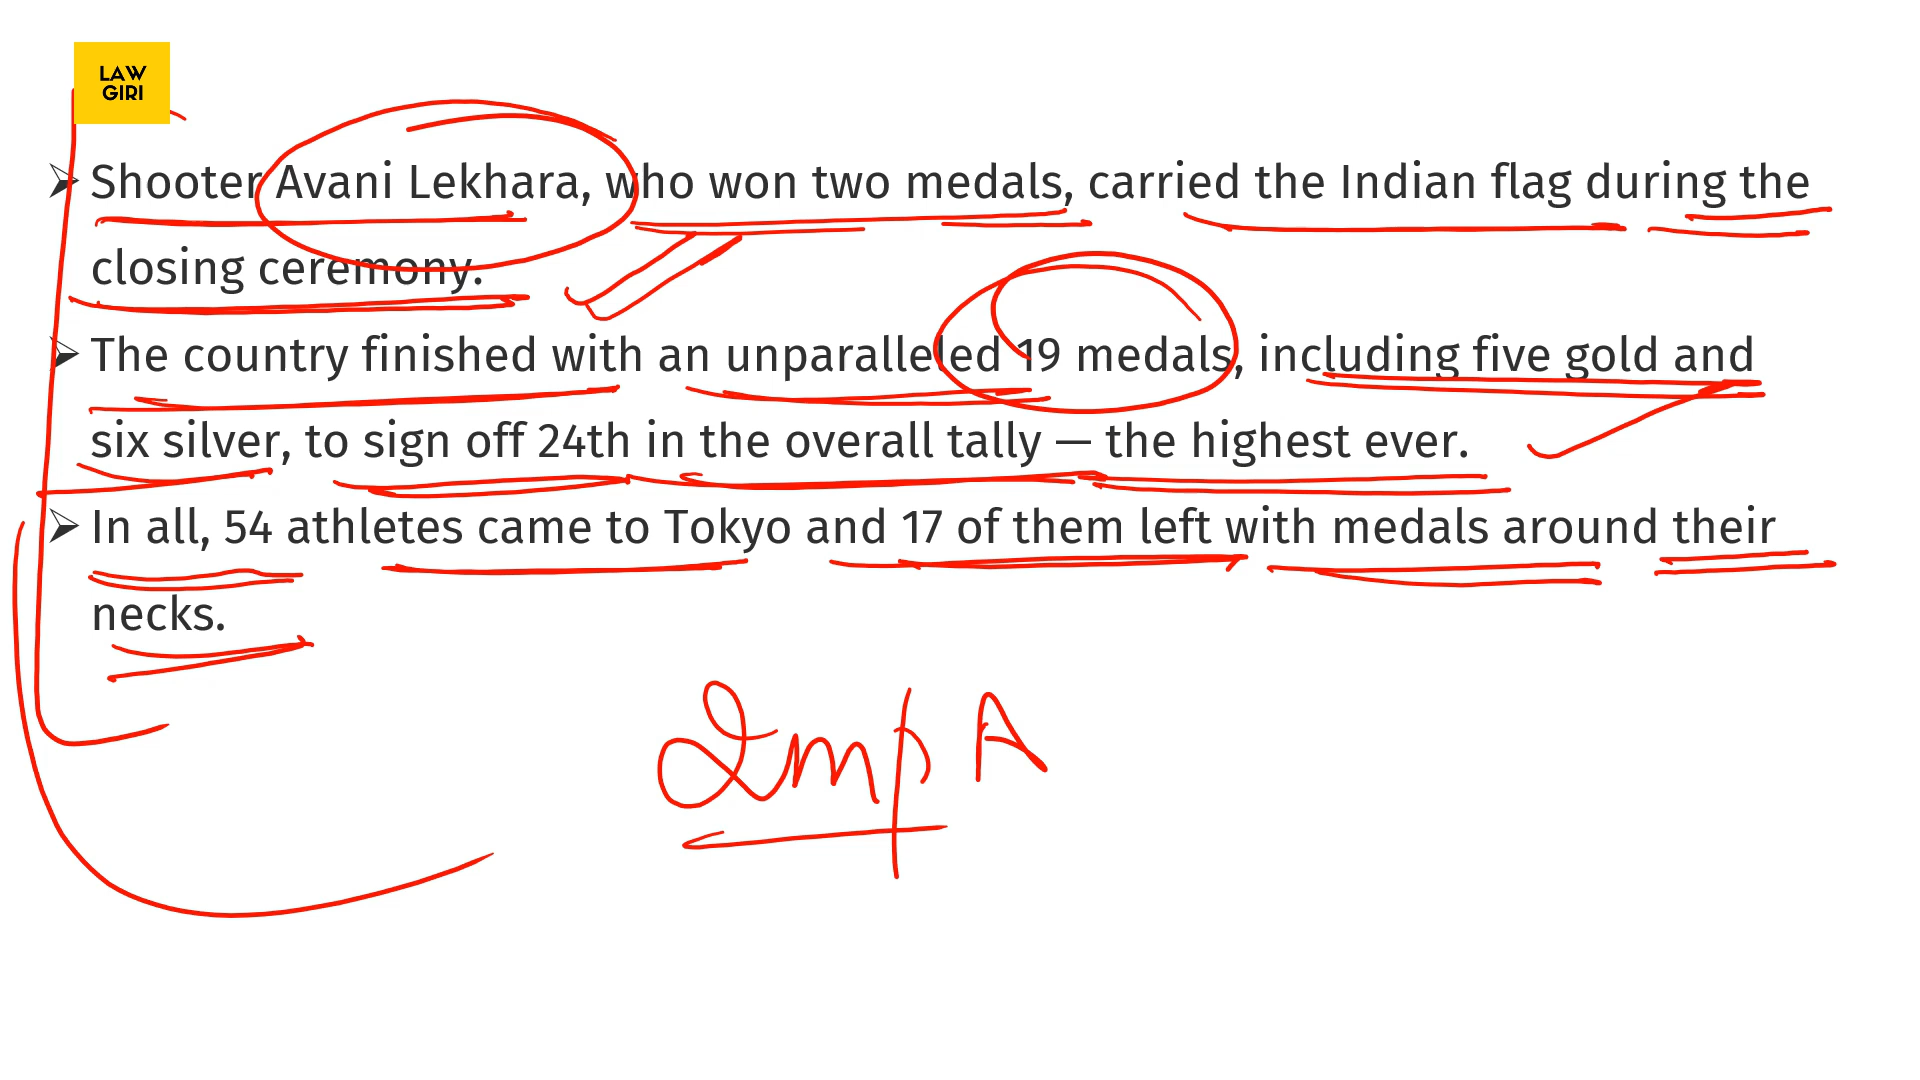 LAW
GIRI
Shooter Avani Lekhara, who won two medals, carried the Indian flag during the
closing ceremony.
The country finished with an unparalleled 19 medals, including five gold and
six silver, to sign off 24th in the overall tally — the highest ever.
In all, 54 athletes came to Tokyo and 17 of them left with medals around their
necks.
Imp A